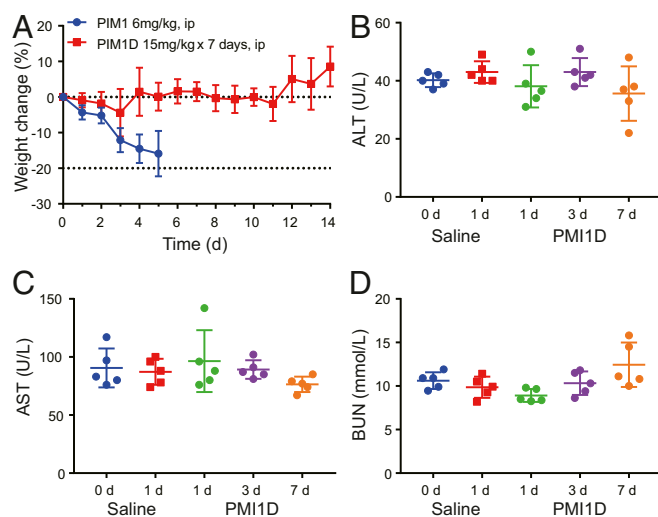 A
PIM1 6mg/kg, ip
PIM1D 15mg/kg x 7 days, ip
Weight change (%)
20
10
0
-10
-20
-30
0 2 4 6 8 10 12 14
Time (d)
B
ALT (U/L)
60
40
20
0
0 d 1 d 1 d 3 d 7 d
Saline PMI1D
C
AST (U/L)
150
100
50
0
0 d 1 d 1 d 3 d 7 d
Saline PMI1D
D
BUN (mmol/L)
20
15
10
5
0
0 d 1 d 1 d 3 d 7 d
Saline PMI1D